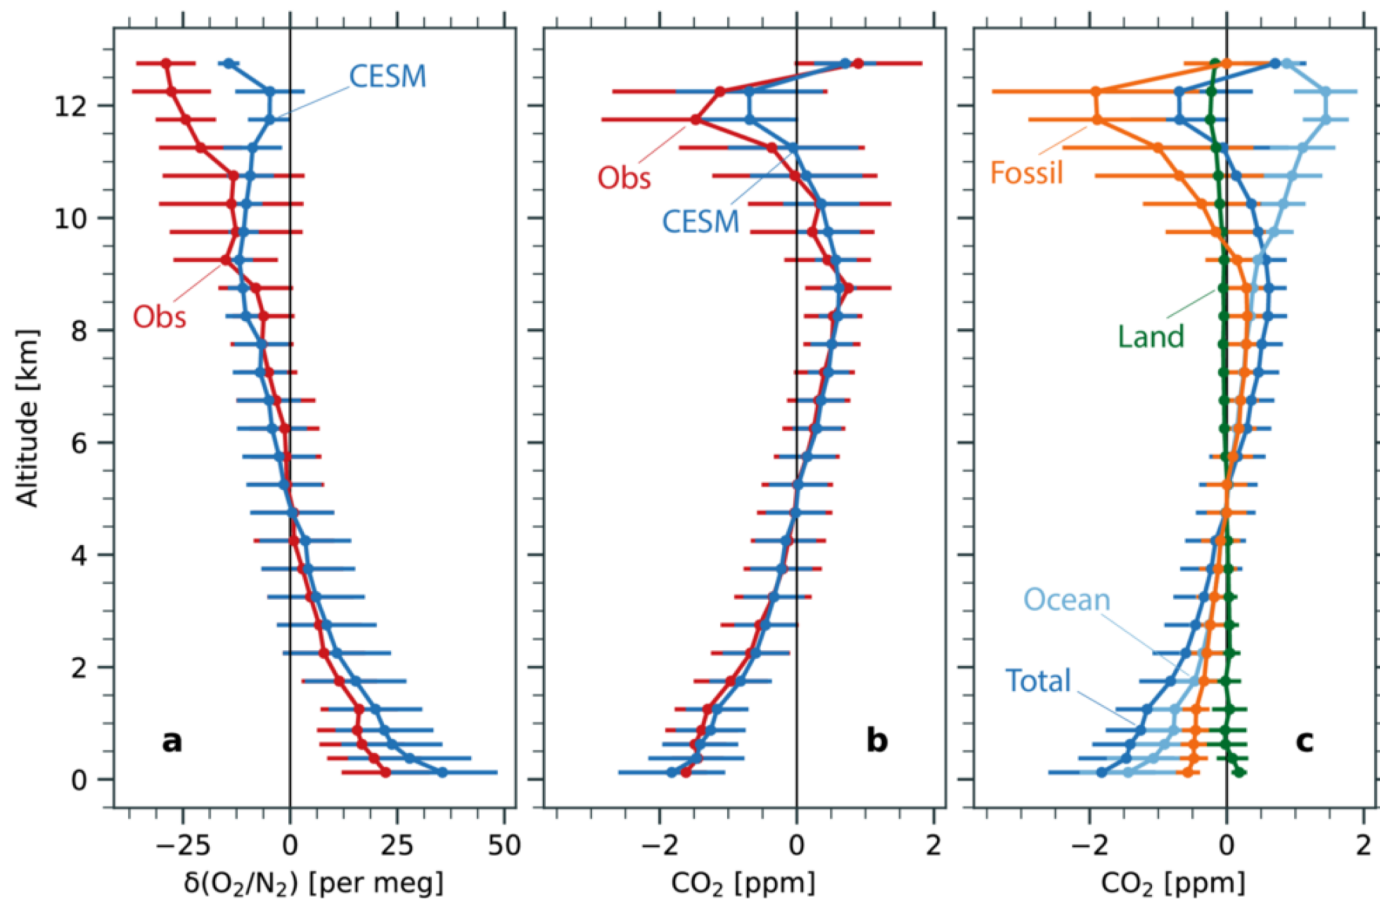 CESM
Obs
a
−25 0 25 50
δ(O₂/N₂) [per meg]
Altitude [km]
12
10
8
6
4
2
0
Obs
CESM
b
−2 0 2
CO₂ [ppm]
Fossil
Land
Ocean
Total
c
−2 0 2
CO₂ [ppm]